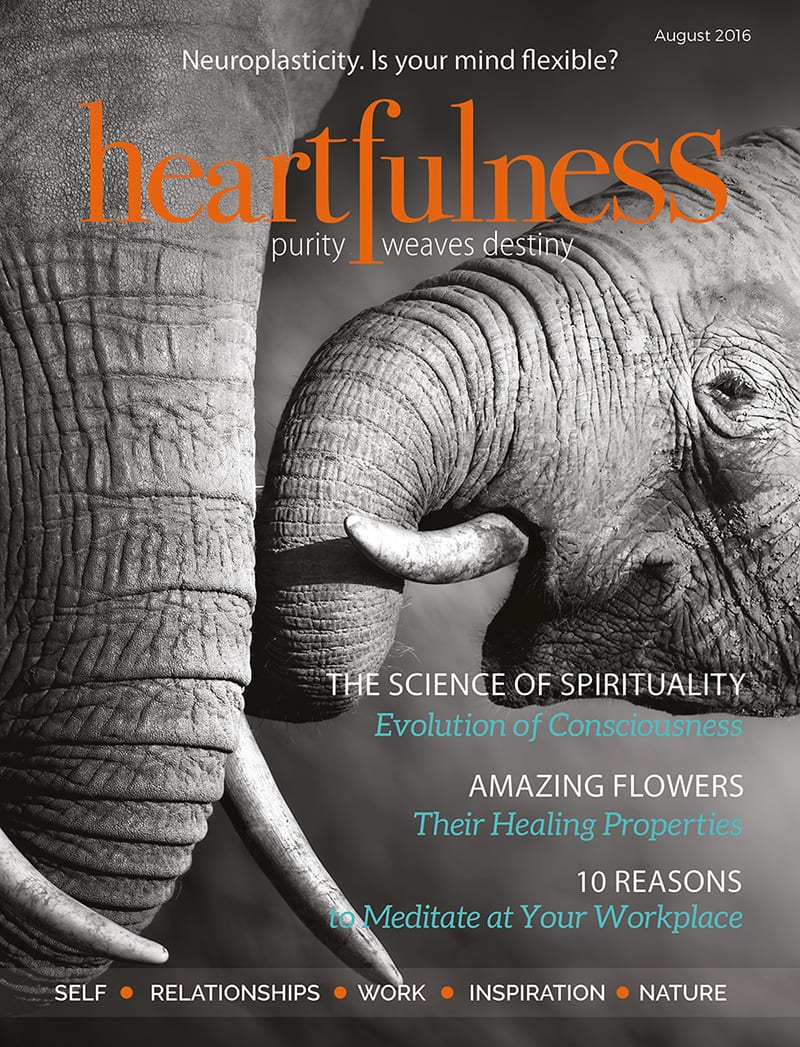 August 2016
Neuroplasticity. Is your mind flexible?
heartfulness
purity weaves destiny
THE SCIENCE OF SPIRITUALITY
Evolution of Consciousness
AMAZING FLOWERS
Their Healing Properties
10 REASONS
to Meditate at Your Workplace
SELF • RELATIONSHIPS • WORK • INSPIRATION • NATURE